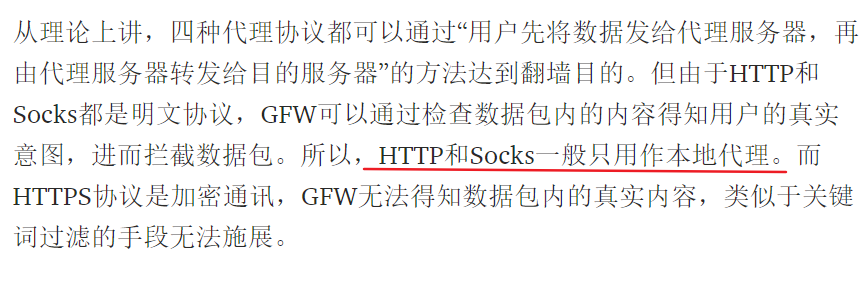 从理论上讲，四种代理协议都可以通过“用户先将数据发给代理服务器，再
由代理服务器转发给目的服务器”的方法达到翻墙目的。但由于HTTP和
Socks都是明文协议，GFW可以通过检查数据包内的内容得知用户的真实
意图，进而拦截数据包。所以，HTTP和Socks一般只用作本地代理。而
HTTPS协议是加密通讯，GFW无法得知数据包内的真实内容，类似于关键
词过滤的手段无法施展。